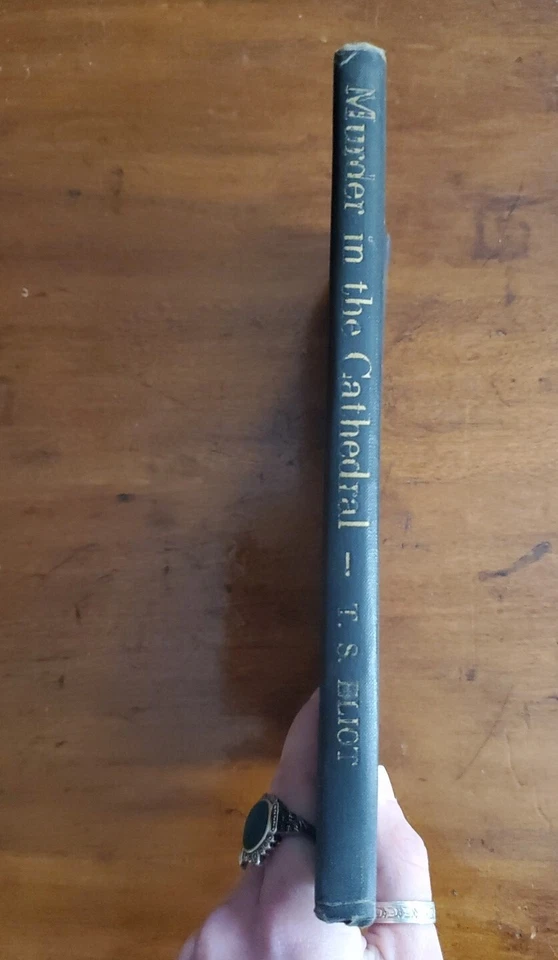 Murder in the Cathedral – T. S. ELIOT